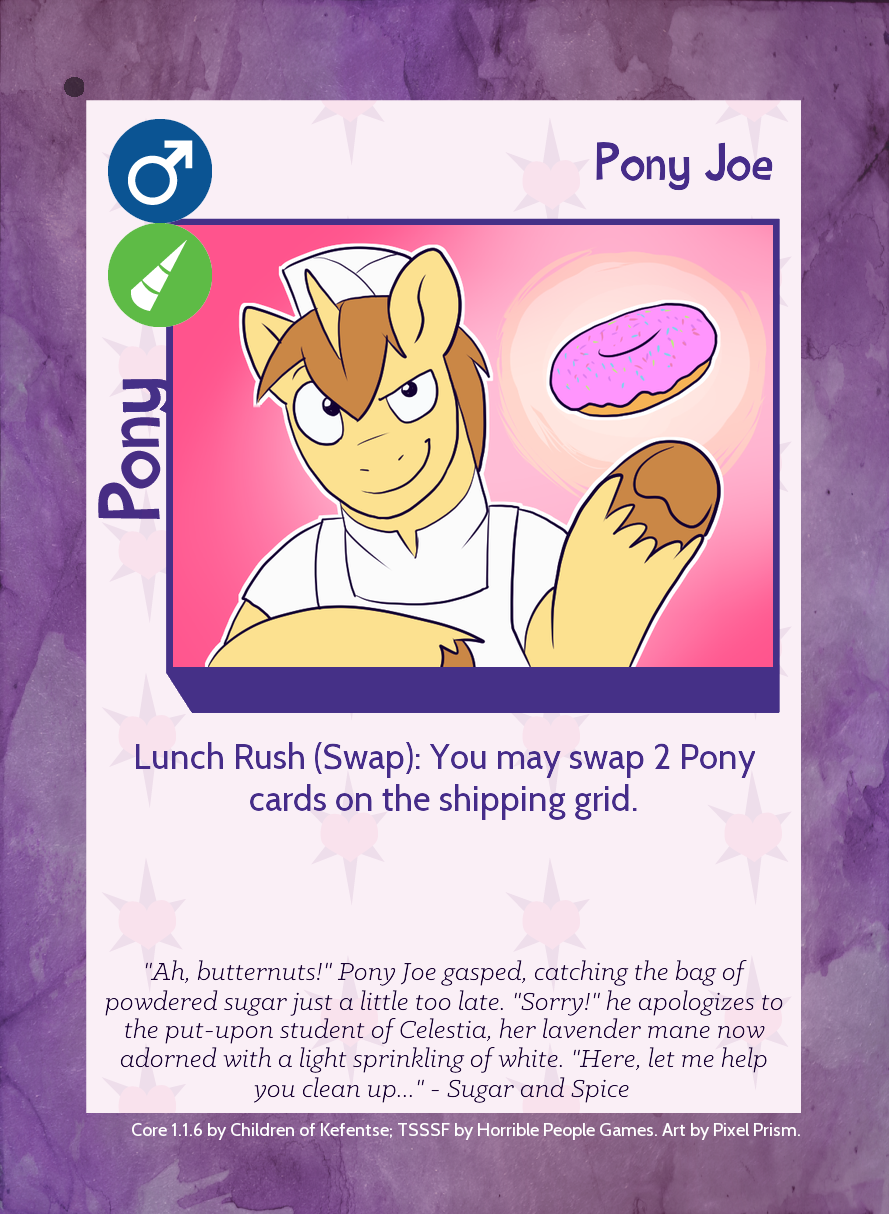 Pony Joe
Pony
Lunch Rush (Swap): You may swap 2 Pony
cards on the shipping grid.
"Ah, butternuts!" Pony Joe gasped, catching the bag of
powdered sugar just a little too late. "Sorry!" he apologizes to
the put-upon student of Celestia, her lavender mane now
adorned with a light sprinkling of white. "Here, let me help
you clean up..." - Sugar and Spice
Core 1.1.6 by Children of Kefentse; TSSSF by Horrible People Games. Art by Pixel Prism.